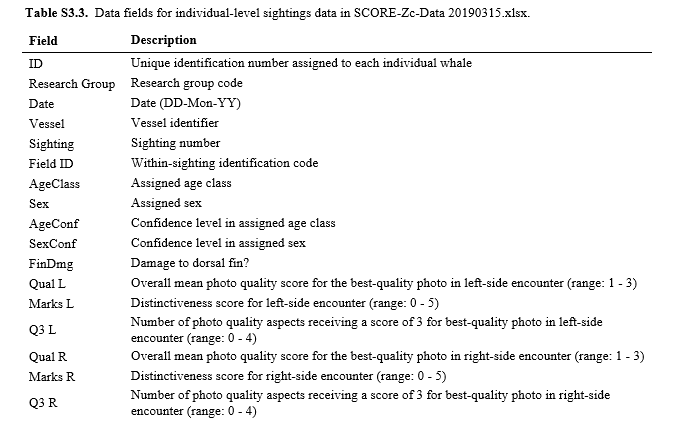 Table S3.3. Data fields for individual-level sightings data in SCORE-Zc-Data 20190315.xlsx.
Field Description
ID Unique identification number assigned to each individual whale
Research Group Research group code
Date Date (DD-Mon-YY)
Vessel Vessel identifier
Sighting Sighting number
Field ID Within-sighting identification code
AgeClass Assigned age class
Sex Assigned sex
AgeConf Confidence level in assigned age class
SexConf Confidence level in assigned sex
FinDmg Damage to dorsal fin?
Qual L Overall mean photo quality score for the best-quality photo in left-side encounter (range: 1 - 3)
Marks L Distinctiveness score for left-side encounter (range: 0 - 5)
Q3 L Number of photo quality aspects receiving a score of 3 for best-quality photo in left-side
encounter (range: 0 - 4)
Qual R Overall mean photo quality score for the best-quality photo in right-side encounter (range: 1 - 3)
Marks R Distinctiveness score for right-side encounter (range: 0 - 5)
Q3 R Number of photo quality aspects receiving a score of 3 for best-quality photo in right-side
encounter (range: 0 - 4)